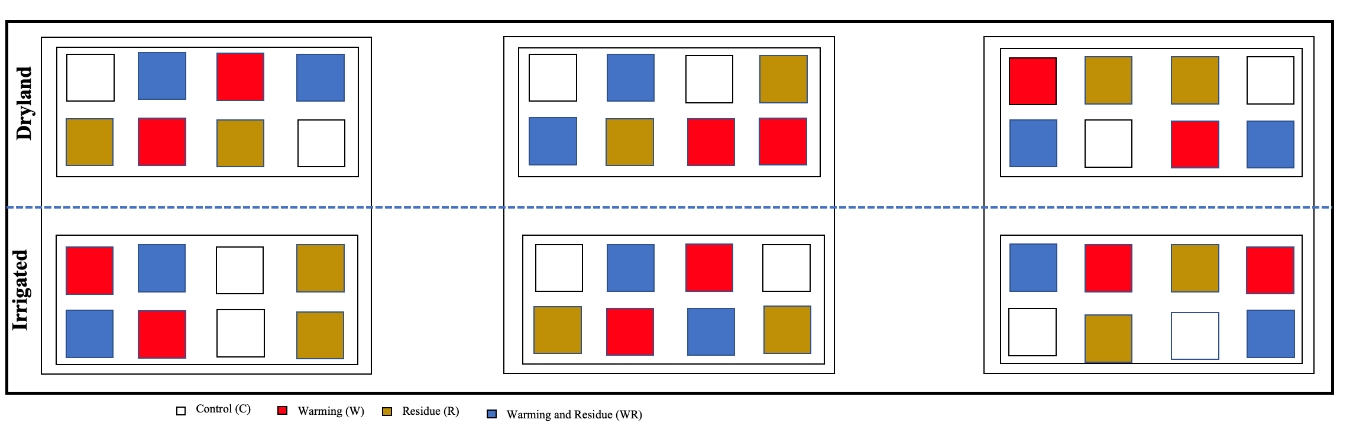 Dryland
Irrigated
Control (C) Warming (W) Residue (R) Warming and Residue (WR)